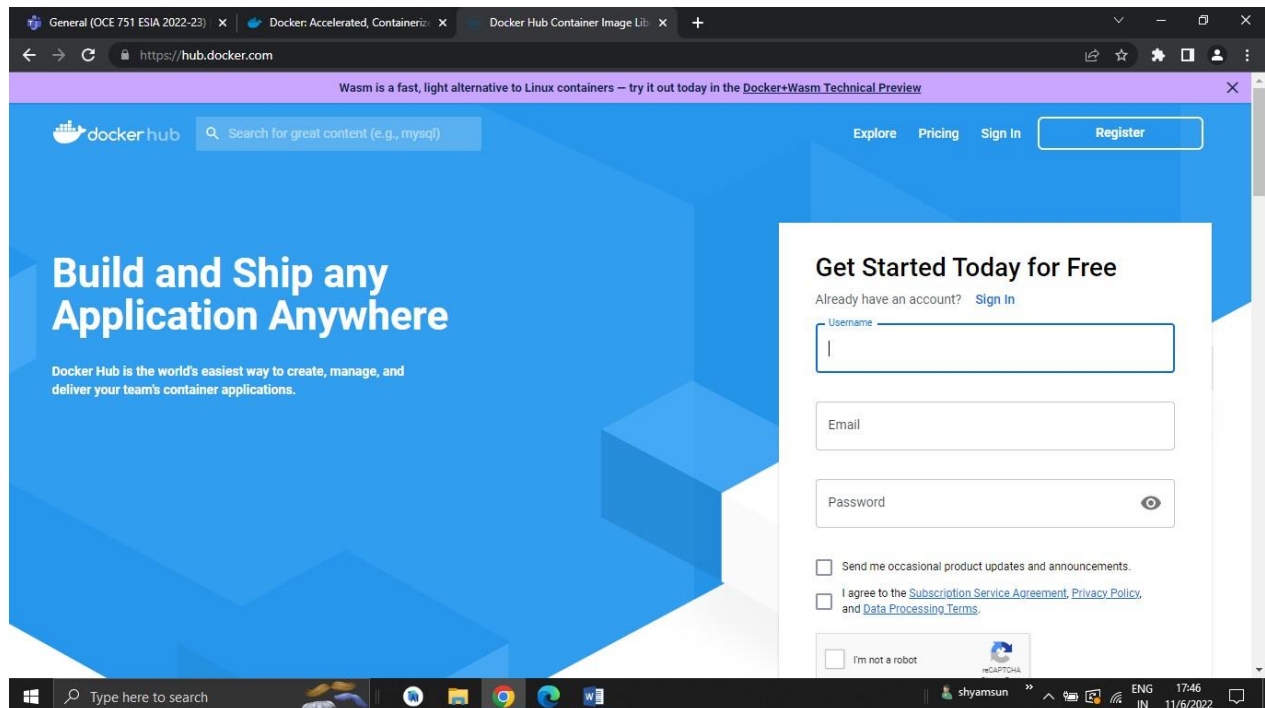 General (OCE 751 ESIA 2022-23)
Docker: Accelerated, Containeriz
Docker Hub Container Image Lib
https://hub.docker.com
Wasm is a fast, light alternative to Linux containers — try it out today in the Docker+Wasm Technical Preview
docker hub
Search for great content (e.g., mysql)
Explore
Pricing
Sign In
Register
Build and Ship any
Application Anywhere
Docker Hub is the world's easiest way to create, manage, and
deliver your team's container applications.
Get Started Today for Free
Already have an account? Sign In
Username
Email
Password
Send me occasional product updates and announcements.
I agree to the Subscription Service Agreement, Privacy Policy,
and Data Processing Terms.
I'm not a robot
reCAPTCHA
Type here to search
shyamsun
ENG
IN
17:46
11/6/2022